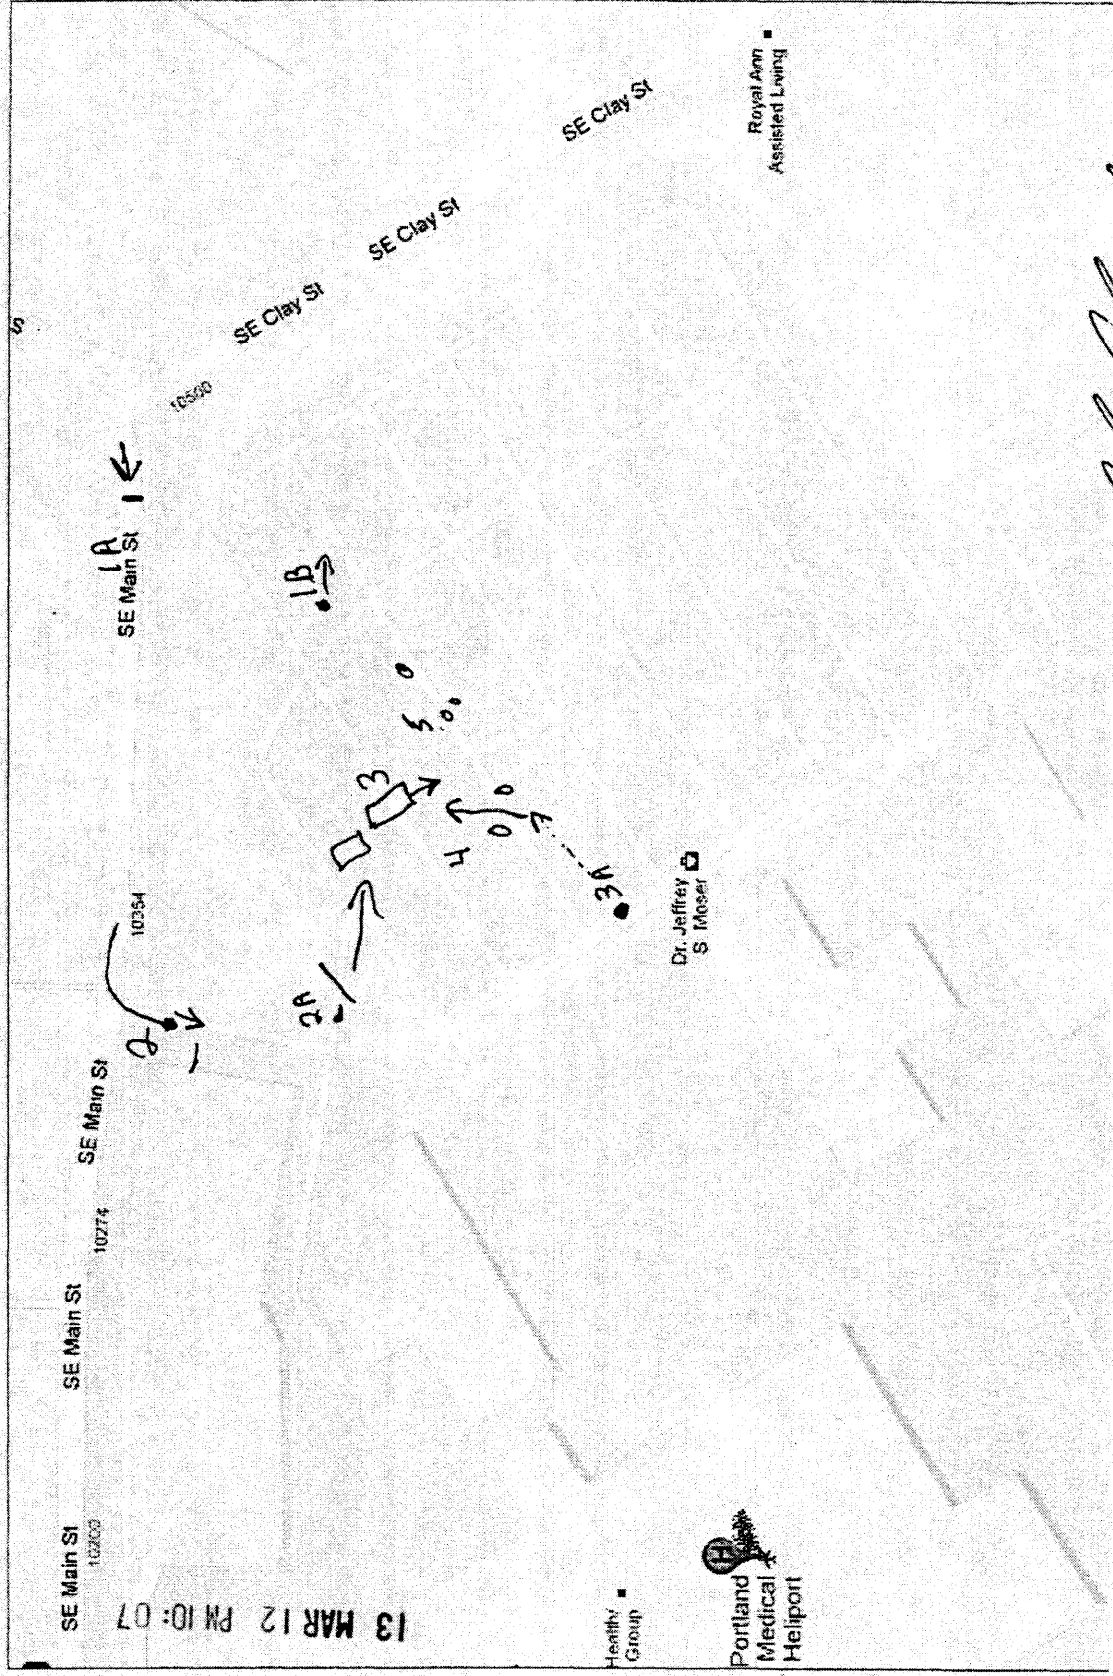 S
SE Main St
10200
SE Main St
10274
SE Main St
10354
2
1A
SE Main St
10500
SE Clay St
SE Clay St
SE Clay St
2A
1B
3
5
4
3A
Dr. Jeffrey
S. Moser
Royal Ann
Assisted Living
Healthy
Group
H
Portland
Medical
Heliport
13 MAR 12 PM 10:07